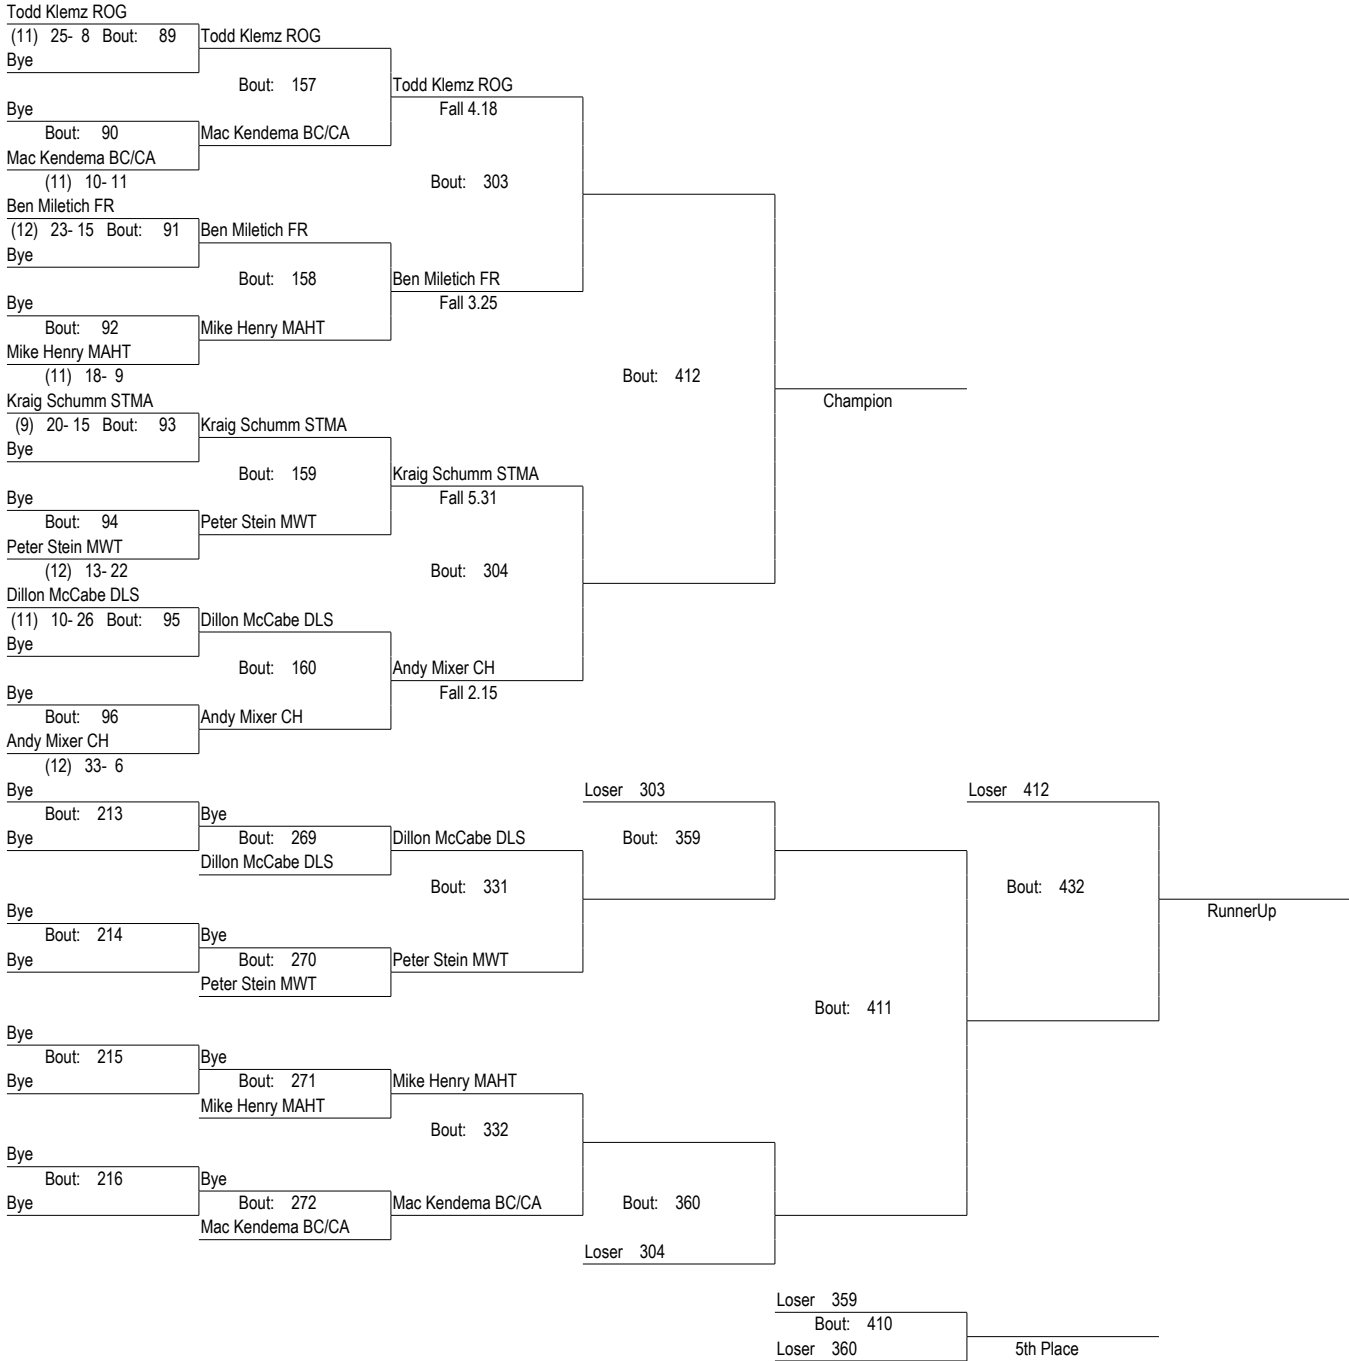 Todd Klemz ROG
(11) 25- 8 Bout: 89
Todd Klemz ROG
Bye
Bout: 157
Todd Klemz ROG
Bye
Fall 4.18
Bout: 90
Mac Kendema BC/CA
Mac Kendema BC/CA
(11) 10- 11
Bout: 303
Ben Miletich FR
(12) 23- 15 Bout: 91
Ben Miletich FR
Bye
Bout: 158
Ben Miletich FR
Bye
Fall 3.25
Bout: 92
Mike Henry MAHT
Mike Henry MAHT
(11) 18- 9
Bout: 412
Kraig Schumm STMA
Champion
(9) 20- 15 Bout: 93
Kraig Schumm STMA
Bye
Bout: 159
Kraig Schumm STMA
Bye
Fall 5.31
Bout: 94
Peter Stein MWT
Peter Stein MWT
(12) 13- 22
Bout: 304
Dillon McCabe DLS
(11) 10- 26 Bout: 95
Dillon McCabe DLS
Bye
Bout: 160
Andy Mixer CH
Bye
Fall 2.15
Bout: 96
Andy Mixer CH
Andy Mixer CH
(12) 33- 6
Bye
Loser 303
Loser 412
Bout: 213
Bye
Bye
Bout: 269
Dillon McCabe DLS
Bout: 359
Dillon McCabe DLS
Bout: 331
Bout: 432
Bye
RunnerUp
Bout: 214
Bye
Bye
Bout: 270
Peter Stein MWT
Peter Stein MWT
Bout: 411
Bye
Bout: 215
Bye
Bye
Bout: 271
Mike Henry MAHT
Mike Henry MAHT
Bout: 332
Bye
Bout: 216
Bye
Bye
Bout: 272
Mac Kendema BC/CA
Bout: 360
Mac Kendema BC/CA
Loser 304
Loser 359
Bout: 410
Loser 360
5th Place